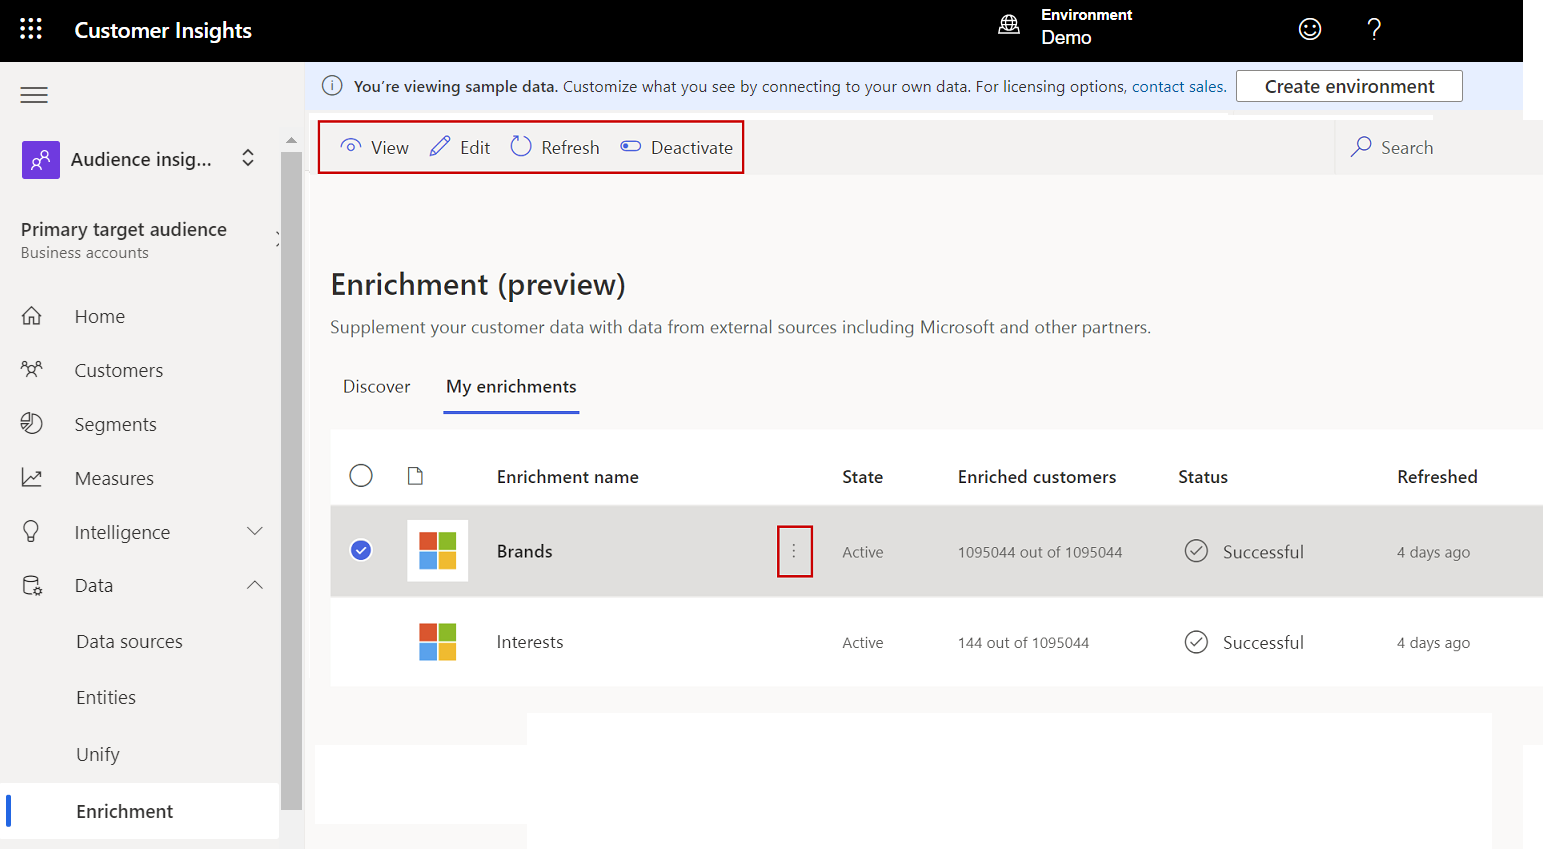 Customer Insights
Environment
Demo
?
You're viewing sample data. Customize what you see by connecting to your own data. For licensing options, contact sales.
Create environment
View Edit Refresh Deactivate
Search
Audience insig...
Primary target audience
Business accounts
Home
Customers
Segments
Measures
Intelligence
Data
Data sources
Entities
Unify
Enrichment
Enrichment (preview)
Supplement your customer data with data from external sources including Microsoft and other partners.
Discover My enrichments
Enrichment name State Enriched customers Status Refreshed
Brands Active 1095044 out of 1095044 Successful 4 days ago
Interests Active 144 out of 1095044 Successful 4 days ago